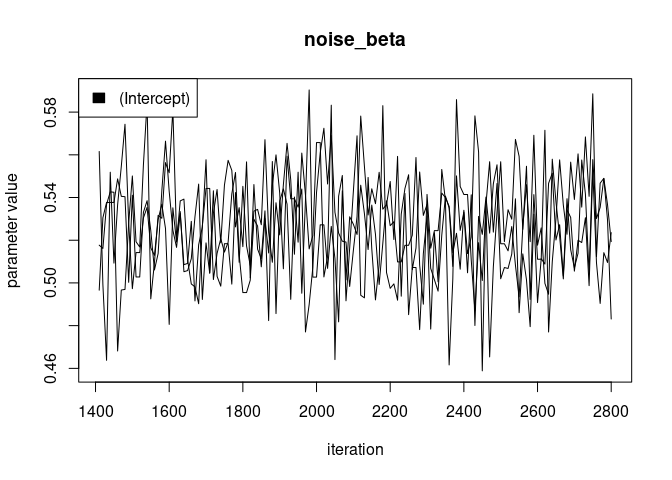 noise_beta
(Intercept)
parameter value
0.58
0.54
0.50
0.46
1400 1600 1800 2000 2200 2400 2600 2800
iteration